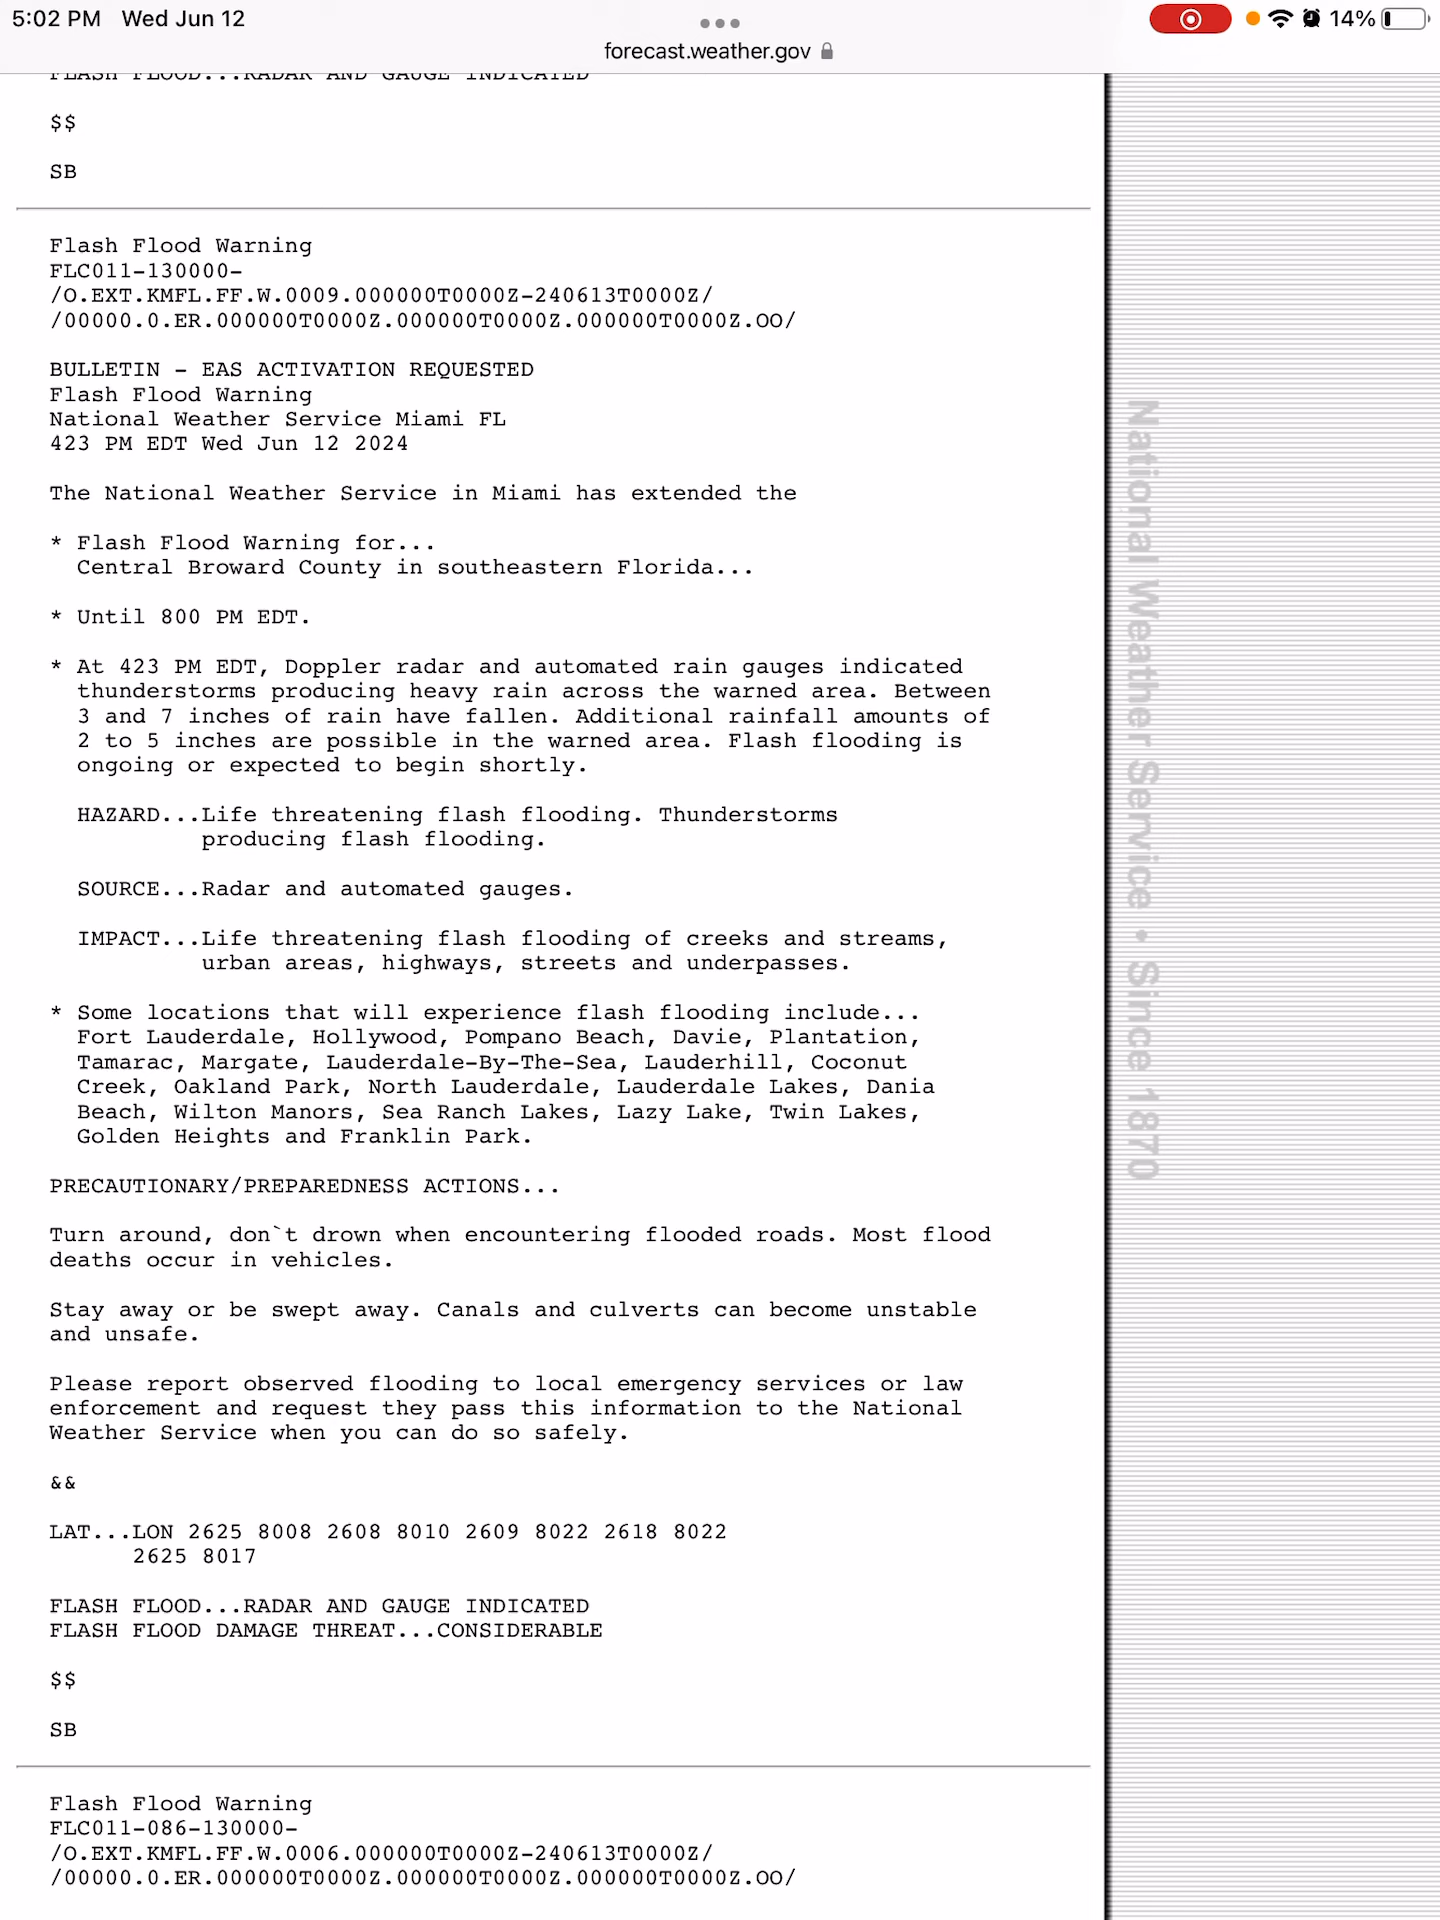 5:02 PM Wed Jun 12
14%
forecast.weather.gov
FLASH FLOOD...RADAR AND GAUGE INDICATED
$$
SB
Flash Flood Warning
FLC011-130000-
/O.EXT.KMFL.FF.W.0009.000000T0000Z-240613T0000Z/
/00000.0.ER.000000T0000Z.000000T0000Z.000000T0000Z.OO/
BULLETIN - EAS ACTIVATION REQUESTED
Flash Flood Warning
National Weather Service Miami FL
423 PM EDT Wed Jun 12 2024
The National Weather Service in Miami has extended the
* Flash Flood Warning for...
Central Broward County in southeastern Florida...
* Until 800 PM EDT.
* At 423 PM EDT, Doppler radar and automated rain gauges indicated
thunderstorms producing heavy rain across the warned area. Between
3 and 7 inches of rain have fallen. Additional rainfall amounts of
2 to 5 inches are possible in the warned area. Flash flooding is
ongoing or expected to begin shortly.
HAZARD...Life threatening flash flooding. Thunderstorms
producing flash flooding.
SOURCE...Radar and automated gauges.
IMPACT...Life threatening flash flooding of creeks and streams,
urban areas, highways, streets and underpasses.
* Some locations that will experience flash flooding include...
Fort Lauderdale, Hollywood, Pompano Beach, Davie, Plantation,
Tamarac, Margate, Lauderdale-By-The-Sea, Lauderhill, Coconut
Creek, Oakland Park, North Lauderdale, Lauderdale Lakes, Dania
Beach, Wilton Manors, Sea Ranch Lakes, Lazy Lake, Twin Lakes,
Golden Heights and Franklin Park.
PRECAUTIONARY/PREPAREDNESS ACTIONS...
Turn around, don`t drown when encountering flooded roads. Most flood
deaths occur in vehicles.
Stay away or be swept away. Canals and culverts can become unstable
and unsafe.
Please report observed flooding to local emergency services or law
enforcement and request they pass this information to the National
Weather Service when you can do so safely.
&&
LAT...LON 2625 8008 2608 8010 2609 8022 2618 8022
2625 8017
FLASH FLOOD...RADAR AND GAUGE INDICATED
FLASH FLOOD DAMAGE THREAT...CONSIDERABLE
$$
SB
Flash Flood Warning
FLC011-086-130000-
/O.EXT.KMFL.FF.W.0006.000000T0000Z-240613T0000Z/
/00000.0.ER.000000T0000Z.000000T0000Z.000000T0000Z.OO/
National Weather Service • Since 1870